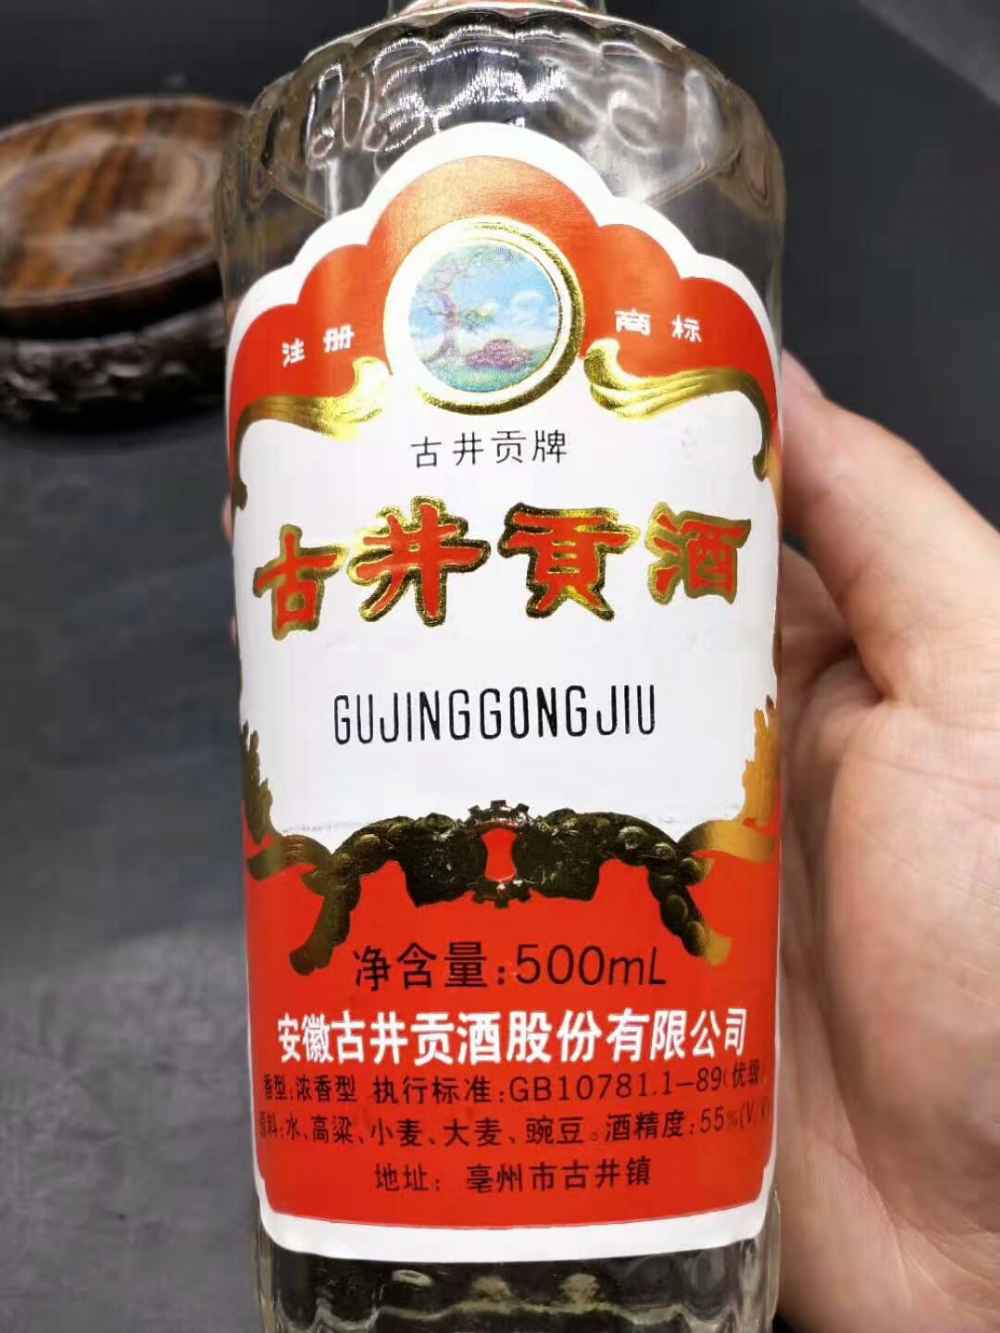 注册 商标
古井贡牌
古井贡酒
GUJINGGONGJIU
净含量:500mL
安徽古井贡酒股份有限公司
香型:浓香型 执行标准:GB10781.1-89(优级)
料:水、高粱、小麦、大麦、豌豆。酒精度:55%(V/V
地址: 亳州市古井镇